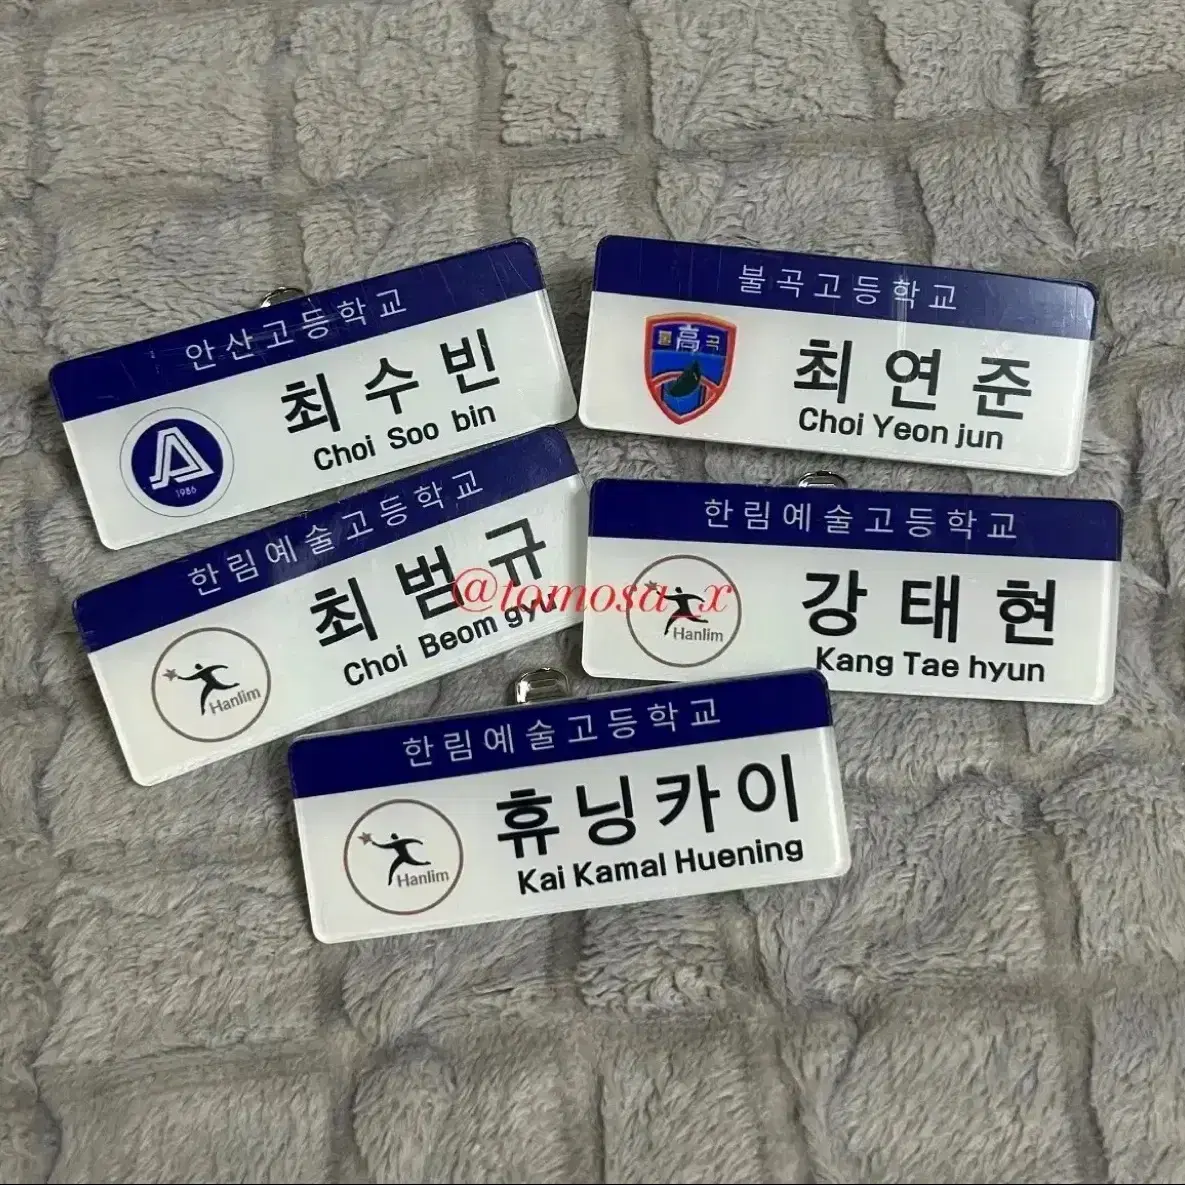 안산고등학교
최수빈
Choi Soo bin
A
1986
불곡고등학교
불高곡
최연준
Choi Yeon jun
한림예술고등학교
최범규
Choi Beom gyu
Hanlim
한림예술고등학교
강태현
Kang Tae hyun
Hanlim
@tomosa_x
한림예술고등학교
휴닝카이
Kai Kamal Huening
Hanlim